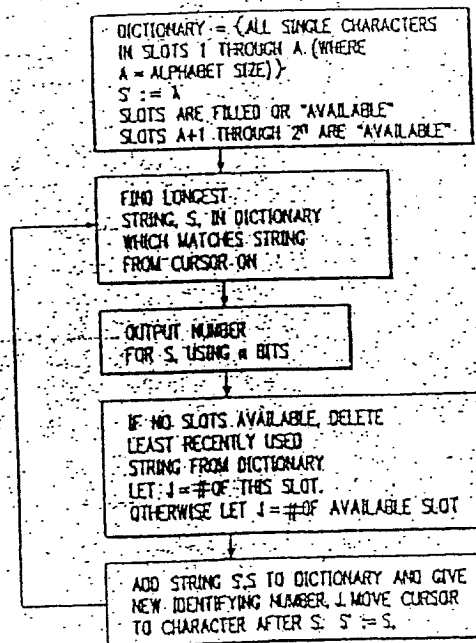 DICTIONARY := {ALL SINGLE CHARACTERS
IN SLOTS 1 THROUGH A. (WHERE
A = ALPHABET SIZE)}
S' := λ
SLOTS ARE FILLED OR "AVAILABLE"
SLOTS A+1 THROUGH 2ⁿ ARE "AVAILABLE"
FIND LONGEST
STRING, S, IN DICTIONARY
WHICH MATCHES STRING
FROM CURSOR ON
OUTPUT NUMBER
FOR S, USING n BITS
IF NO SLOTS AVAILABLE, DELETE
LEAST RECENTLY USED
STRING FROM DICTIONARY
LET J = # OF THIS SLOT.
OTHERWISE LET J = # OF AVAILABLE SLOT
ADD STRING S'S TO DICTIONARY AND GIVE
NEW IDENTIFYING NUMBER, J. MOVE CURSOR
TO CHARACTER AFTER S: S' := S.